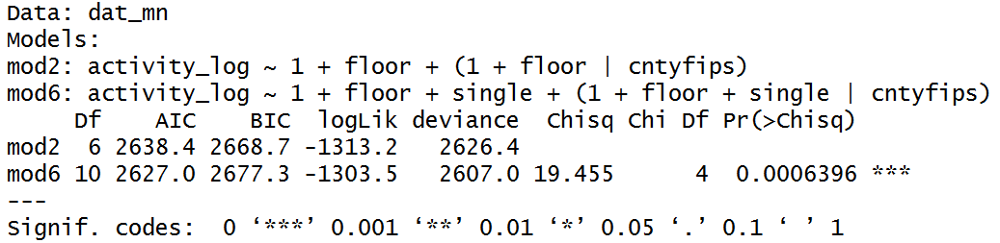 Data: dat_mn
Models:
mod2: activity_log ~ 1 + floor + (1 + floor | cntyfips)
mod6: activity_log ~ 1 + floor + single + (1 + floor + single | cntyfips)
     Df    AIC    BIC  logLik deviance  Chisq Chi Df Pr(>Chisq)
mod2  6 2638.4 2668.7 -1313.2   2626.4
mod6 10 2627.0 2677.3 -1303.5   2607.0 19.455      4  0.0006396 ***
---
Signif. codes:  0 ‘***’ 0.001 ‘**’ 0.01 ‘*’ 0.05 ‘.’ 0.1 ‘ ’ 1